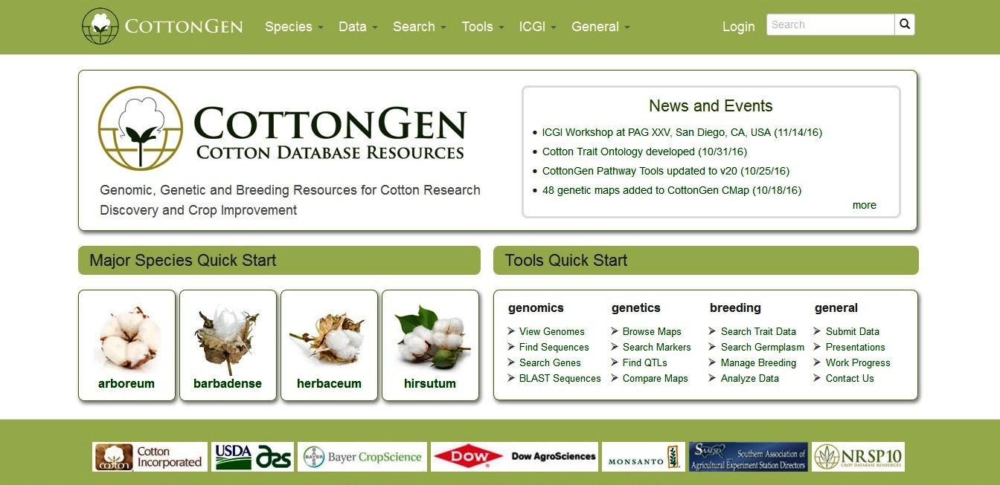 COTTONGEN Species Data Search Tools ICGI General Login Search
COTTONGEN
COTTON DATABASE RESOURCES
Genomic, Genetic and Breeding Resources for Cotton Research
Discovery and Crop Improvement
News and Events
ICGI Workshop at PAG XXV, San Diego, CA, USA (11/14/16)
Cotton Trait Ontology developed (10/31/16)
CottonGen Pathway Tools updated to v20 (10/25/16)
48 genetic maps added to CottonGen CMap (10/18/16)
more
Major Species Quick Start
arboreum barbadense herbaceum hirsutum
Tools Quick Start
genomics genetics breeding general
View Genomes Browse Maps Search Trait Data Submit Data
Find Sequences Search Markers Search Germplasm Presentations
Search Genes Find QTLs Manage Breeding Work Progress
BLAST Sequences Compare Maps Analyze Data Contact Us
cotton
Cotton
Incorporated
USDA ars
BAYER
Bayer CropScience
DOW Dow AgroSciences
MONSANTO
SAAESD
Southern Association of
Agricultural Experiment Station Directors
NRSP10
CROP DATABASE RESOURCES